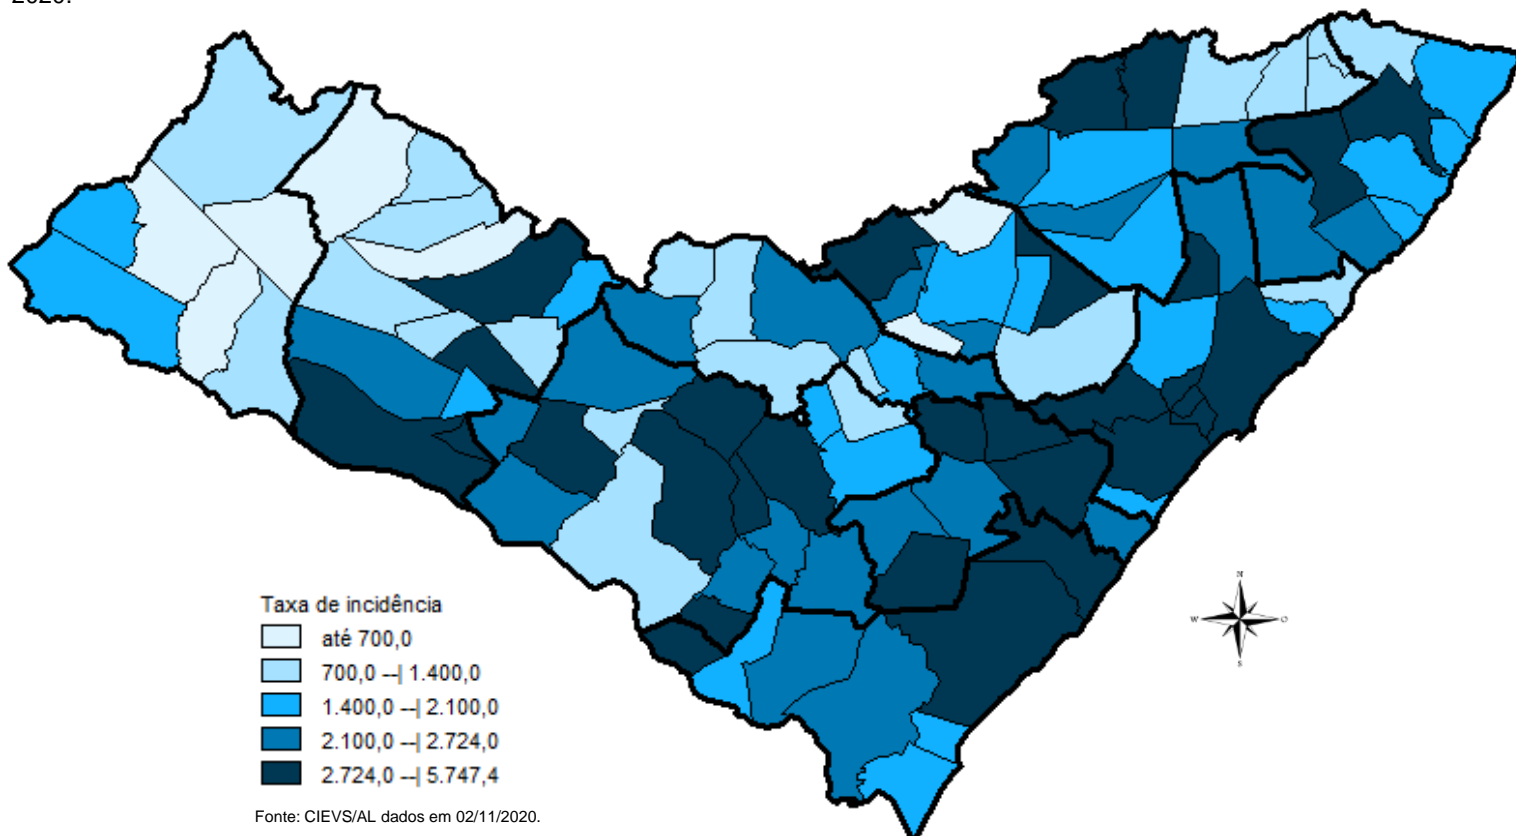 2020.
Taxa de incidência
até 700,0
700,0 --| 1.400,0
1.400,0 --| 2.100,0
2.100,0 --| 2.724,0
2.724,0 --| 5.747,4
Fonte: CIEVS/AL dados em 02/11/2020.
N
W O
S